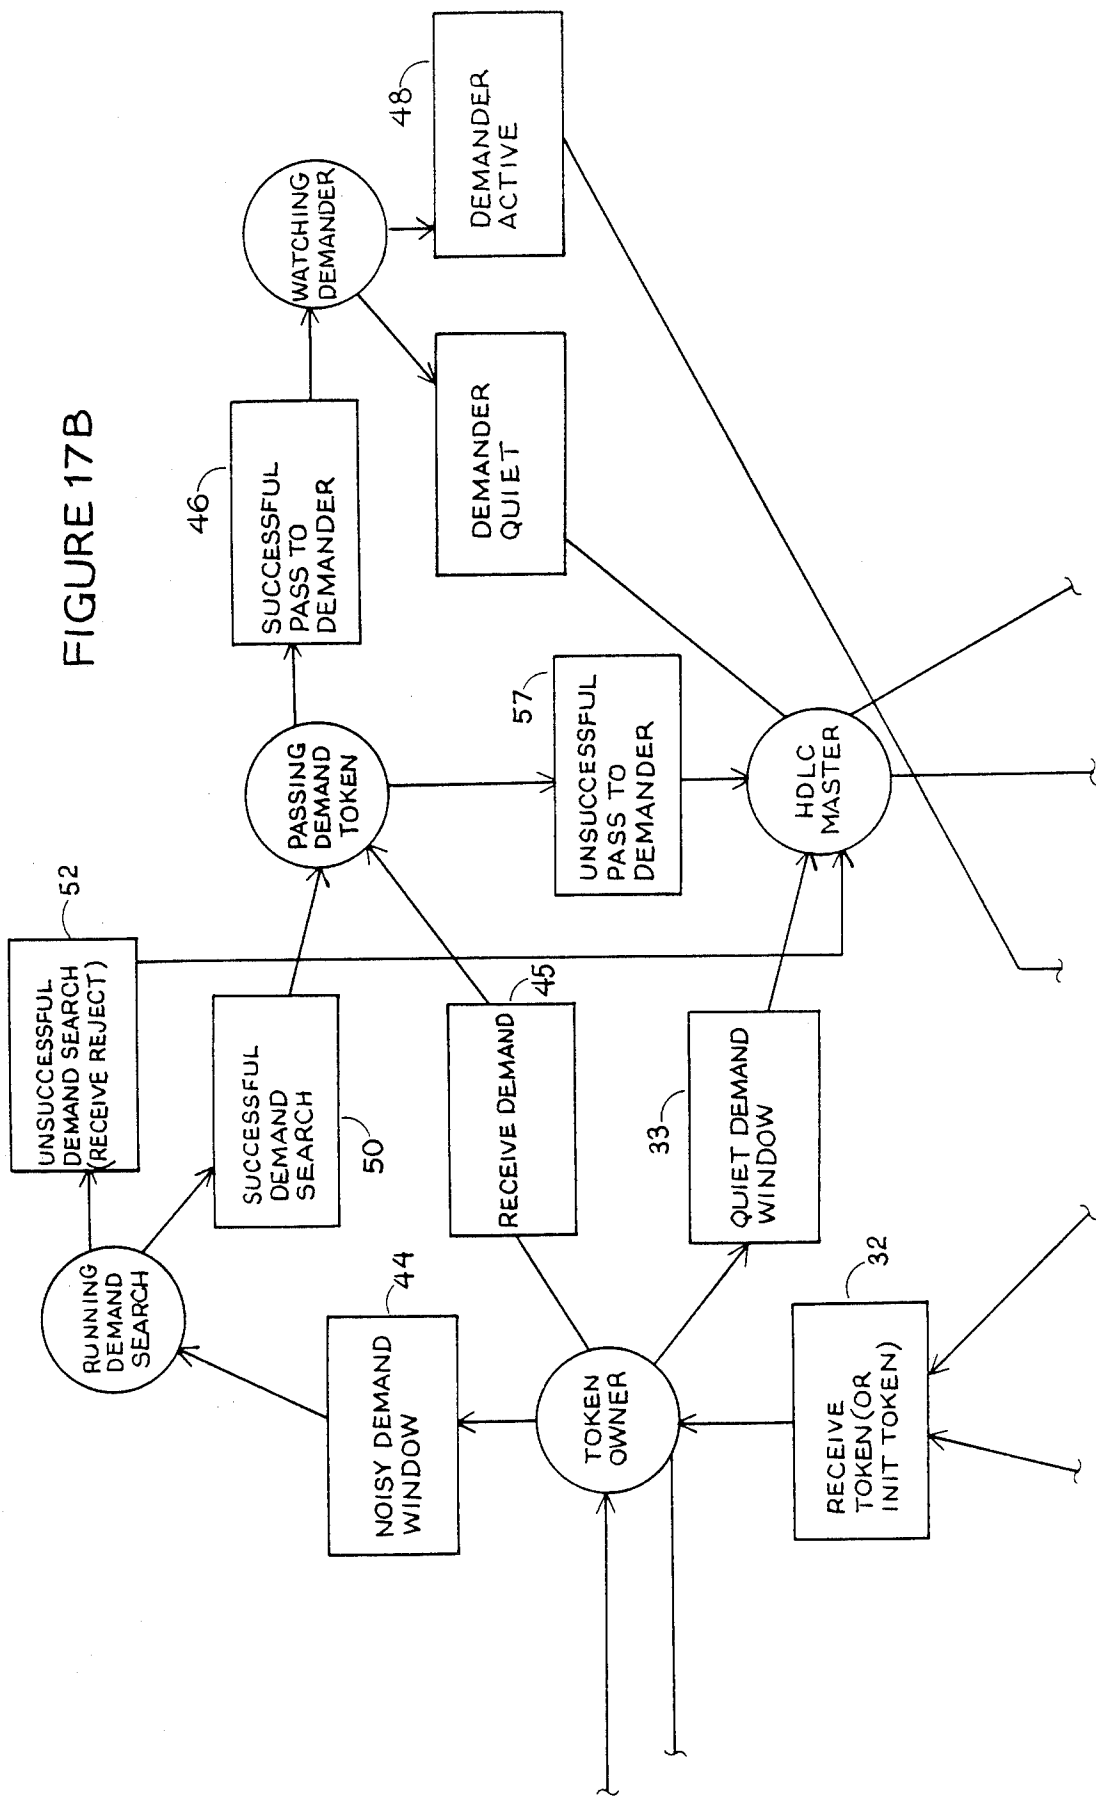 FIGURE 17B
52
UNSUCCESSFUL
DEMAND SEARCH
(RECEIVE REJECT)
RUNNING
DEMAND
SEARCH
SUCCESSFUL
DEMAND
SEARCH
50
46
SUCCESSFUL
PASS TO
DEMANDER
WATCHING
DEMANDER
PASSING
DEMAND
TOKEN
44
NOISY DEMAND
WINDOW
RECEIVE DEMAND
45
DEMANDER
QUIET
48
DEMANDER
ACTIVE
57
UNSUCCESSFUL
PASS TO
DEMANDER
TOKEN
OWNER
33
QUIET DEMAND
WINDOW
HDLC
MASTER
32
RECEIVE
TOKEN (OR
INIT TOKEN)